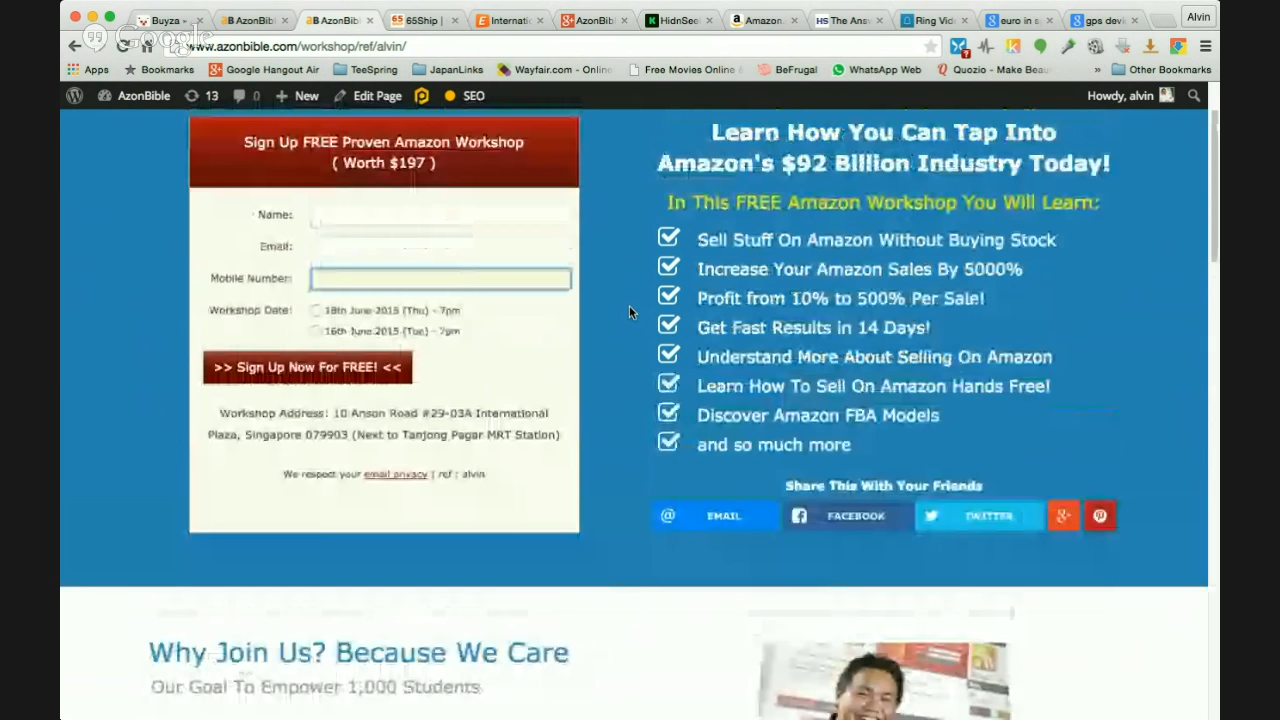 Buyza
AzonBibl
AzonBibl
65Ship |
Internatio
AzonBib
HidnSee
Amazon.
HS The Ans
Ring Vid
euro in s
gps devi
Alvin
Google
www.azonbible.com/workshop/ref/alvin/
Apps
Bookmarks
Google Hangout Air
TeeSpring
JapanLinks
Wayfair.com - Onlin
Free Movies Online
BeFrugal
WhatsApp Web
Quozio - Make Beau
»
Other Bookmarks
AzonBible
13
0
New
Edit Page
SEO
Howdy, alvin
Sign Up FREE Proven Amazon Workshop
( Worth $197 )
Name:
Email:
Mobile Number:
Workshop Date: 18th June 2015 (Thu) - 7pm
16th June 2015 (Tue) - 7pm
>> Sign Up Now For FREE! <<
Workshop Address: 10 Anson Road #29-03A International
Plaza, Singapore 079903 (Next to Tanjong Pagar MRT Station)
We respect your email privacy | ref : alvin
Learn How You Can Tap Into
Amazon's $92 Billion Industry Today!
In This FREE Amazon Workshop You Will Learn:
Sell Stuff On Amazon Without Buying Stock
Increase Your Amazon Sales By 5000%
Profit from 10% to 500% Per Sale!
Get Fast Results in 14 Days!
Understand More About Selling On Amazon
Learn How To Sell On Amazon Hands Free!
Discover Amazon FBA Models
and so much more
Share This With Your Friends
@ EMAIL
FACEBOOK
TWITTER
Why Join Us? Because We Care
Our Goal To Empower 1,000 Students